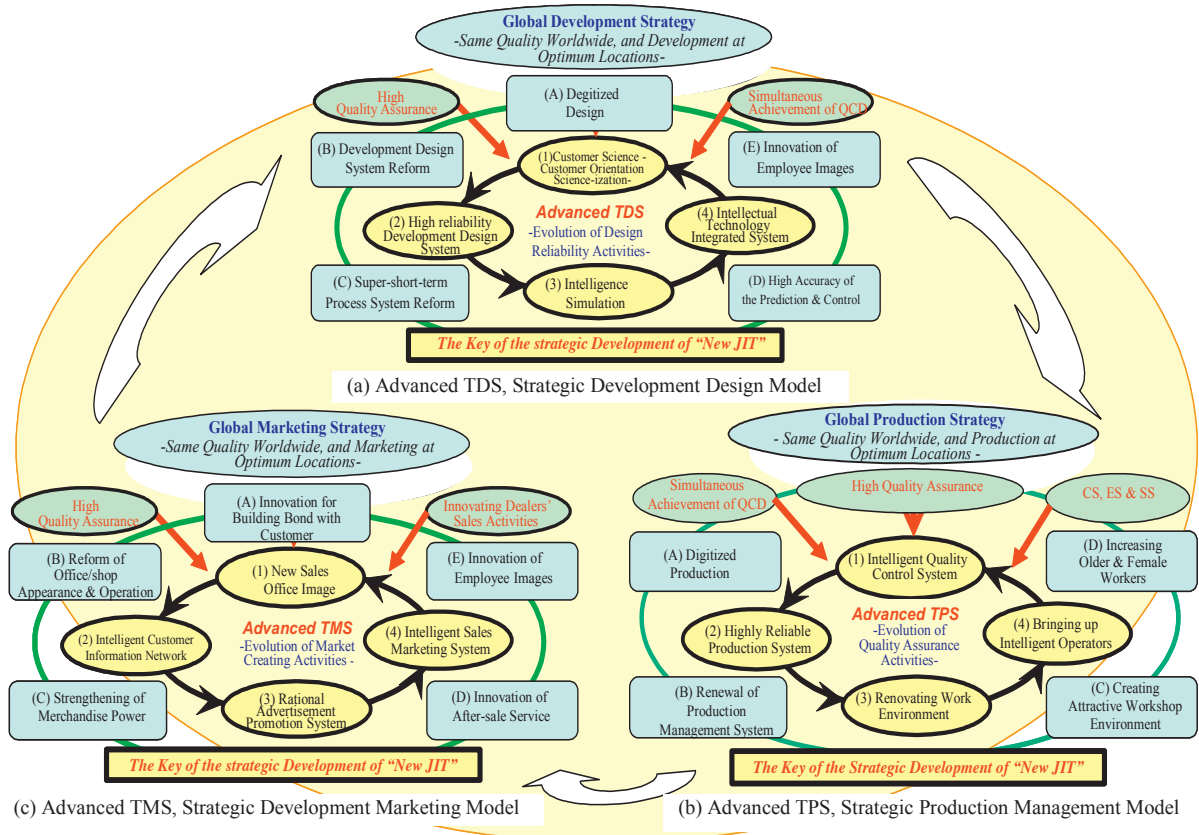 Global Development Strategy
-Same Quality Worldwide, and Development at
Optimum Locations-
High
Quality Assurance
(A) Degitized
Design
Simultaneous
Achievement of QCD
(B) Development Design
System Reform
(1)Customer Science -
Customer Orientation
Science-ization-
(E) Innovation of
Employee Images
(2) High reliability
Development Design
System
Advanced TDS
-Evolution of Design
Reliability Activities-
(4) Intellectual
Technology
Integrated System
(C) Super-short-term
Process System Reform
(3) Intelligence
Simulation
(D) High Accuracy of
the Prediction & Control
The Key of the strategic Development of “New JIT”
(a) Advanced TDS, Strategic Development Design Model
Global Marketing Strategy
-Same Quality Worldwide, and Marketing at
Optimum Locations-
High
Quality Assurance
(A) Innovation for
Building Bond with
Customer
Innovating Dealers'
Sales Activities
(B) Reform of
Office/shop
Appearance & Operation
(1) New Sales
Office Image
(E) Innovation of
Employee Images
(2) Intelligent Customer
Information Network
Advanced TMS
-Evolution of Market
Creating Activities -
(4) Intelligent Sales
Marketing System
(C) Strengthening of
Merchandise Power
(3) Rational
Advertisement
Promotion System
(D) Innovation of
After-sale Service
The Key of the strategic Development of “New JIT”
(c) Advanced TMS, Strategic Development Marketing Model
Global Production Strategy
- Same Quality Worldwide, and Production at
Optimum Locations -
Simultaneous
Achievement of QCD
High Quality Assurance
CS, ES & SS
(A) Digitized
Production
(1) Intelligent Quality
Control System
(D) Increasing
Older & Female
Workers
(2) Highly Reliable
Production System
Advanced TPS
-Evolution of
Quality Assurance
Activities-
(4) Bringing up
Intelligent Operators
(B) Renewal of
Production
Management System
(3) Renovating Work
Environment
(C) Creating
Attractive Workshop
Environment
The Key of the Strategic Development of “New JIT”
(b) Advanced TPS, Strategic Production Management Model